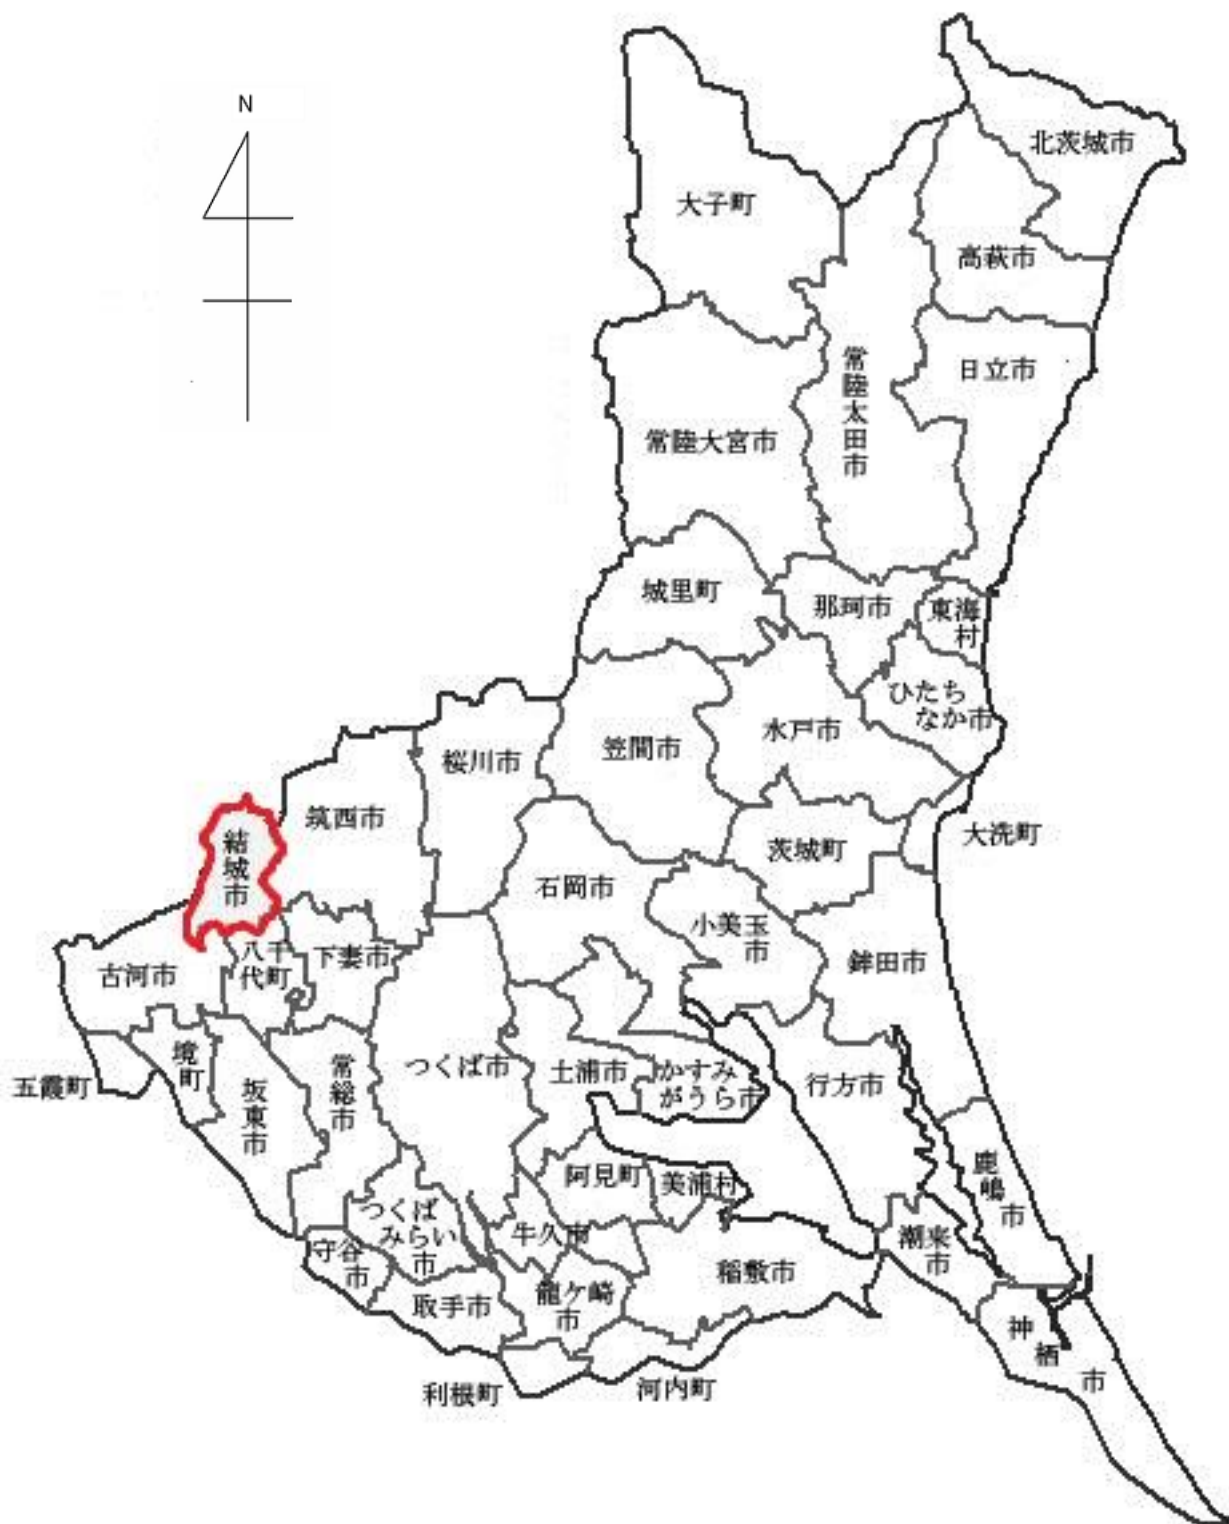 N
北茨城市
大子町
高萩市
日立市
常陸太田市
常陸大宮市
城里町
那珂市
東海
村
ひたち
なか市
水戸市
笠間市
桜川市
筑西市
結城市
茨城町
大洗町
石岡市
小美玉
市
鉾田市
下妻市
八千
代町
古河市
五霞町
境町
坂東市
常総市
つくば市
土浦市
かすみ
がうら市
行方市
鹿嶋市
阿見町
美浦村
牛久市
つくば
みらい
市
守谷
市
取手市
龍ケ崎
市
稲敷市
潮来
市
神栖市
利根町
河内町